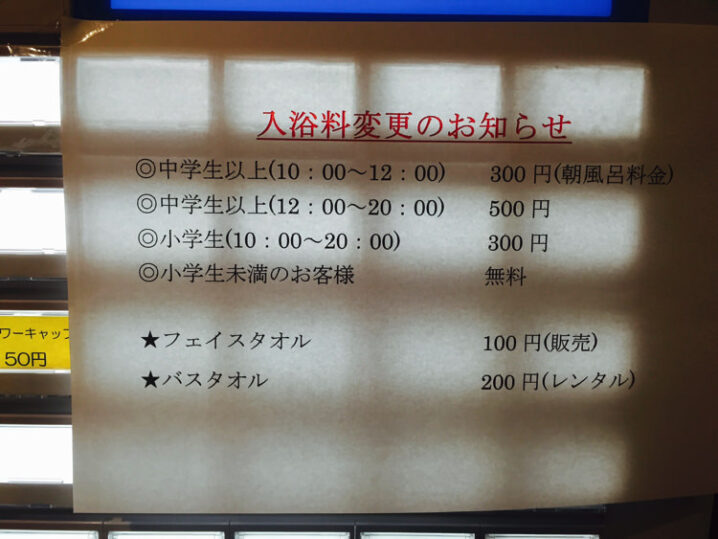 入浴料変更のお知らせ
◎中学生以上(10：00～12：00) 300円(朝風呂料金)
◎中学生以上(12：00～20：00) 500円
◎小学生(10：00～20：00) 300円
◎小学生未満のお客様 無料
★フェイスタオル 100円(販売)
★バスタオル 200円(レンタル)
ワーキャップ
50円